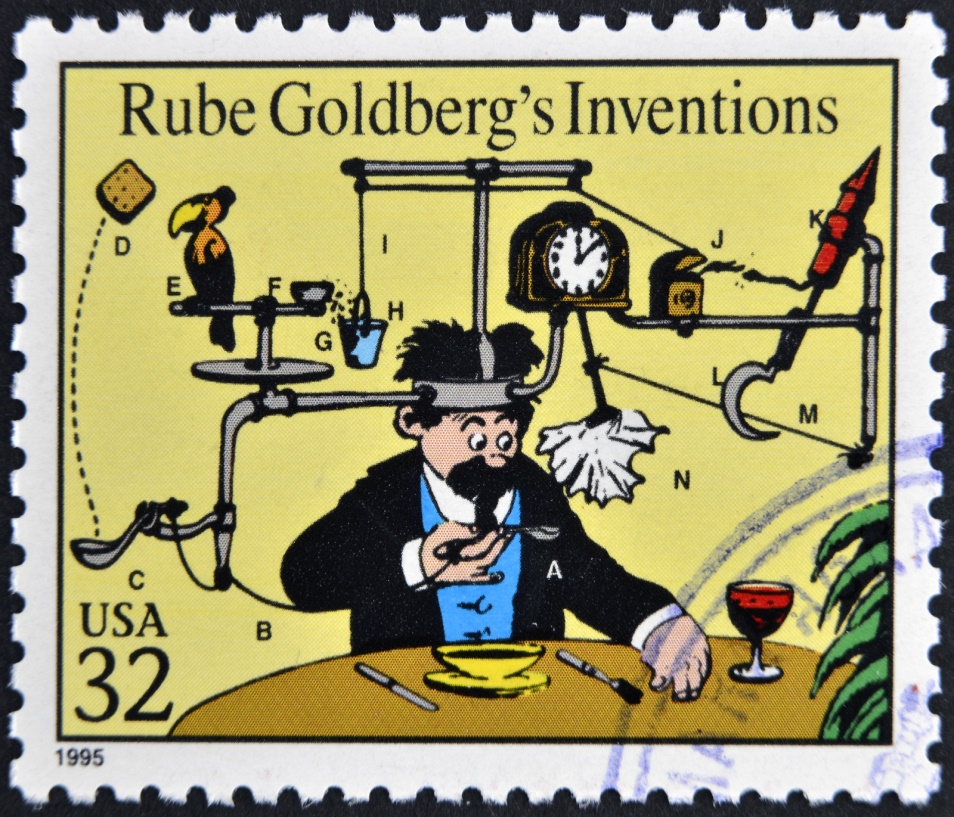 Rube Goldberg's Inventions
D
E
F
G
H
I
J
K
L
M
N
A
C
B
USA
32
1995